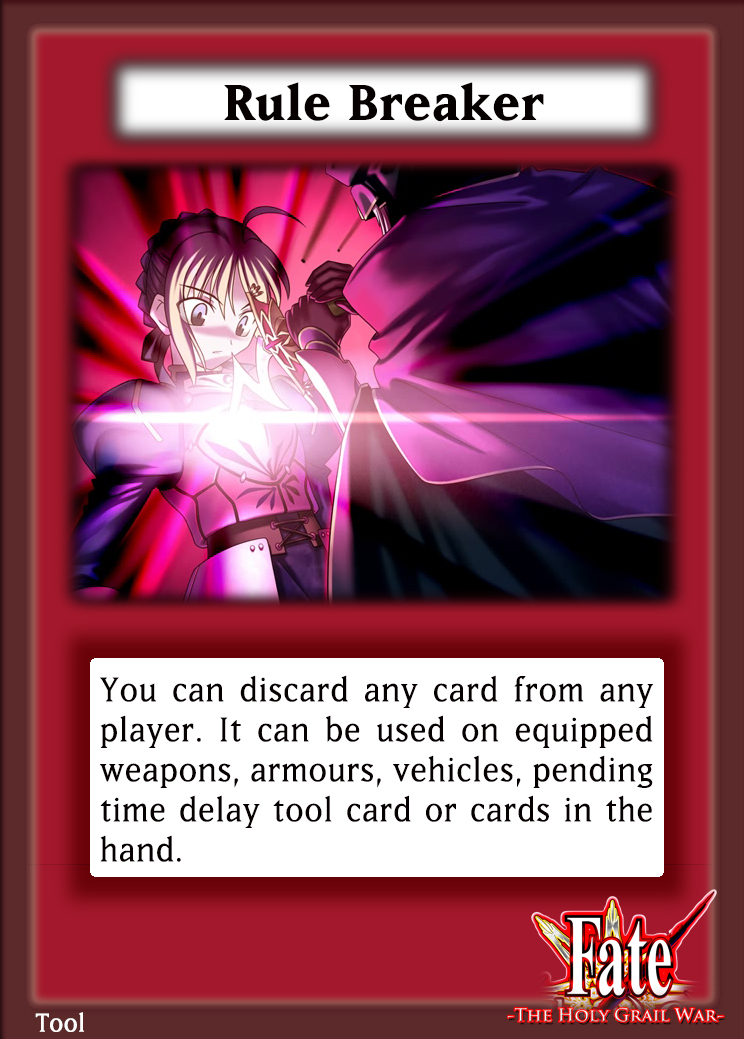 Rule Breaker
You can discard any card from any
player. It can be used on equipped
weapons, armours, vehicles, pending
time delay tool card or cards in the
hand.
Fate
-THE HOLY GRAIL WAR-
Tool